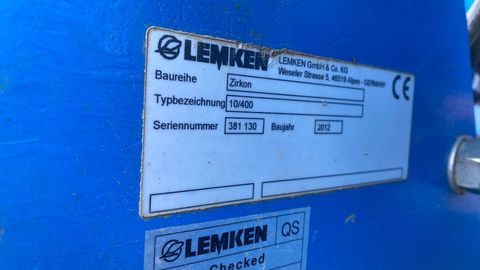 LEMKEN
LEMKEN GmbH & Co. KG
Weseler Strasse 5, 46519 Alpen - GERMANY
CE
Baureihe Zirkon
Typbezeichnung 10/400
Seriennummer 381 130 Baujahr 2012
LEMKEN QS
Checked